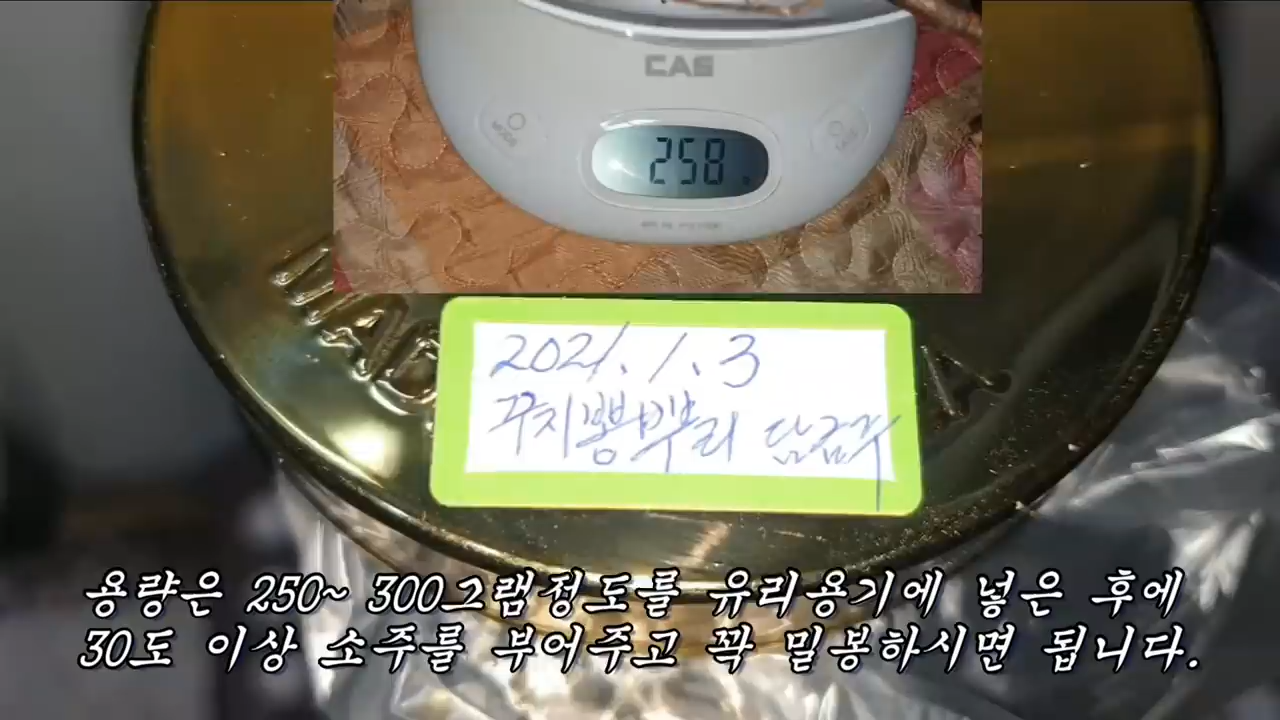 CAS
258
2021.1.3
꾸지뽕뿌리 담금주
용량은 250~ 300그램정도를 유리용기에 넣은 후에
30도 이상 소주를 부어주고 꽉 밀봉하시면 됩니다.